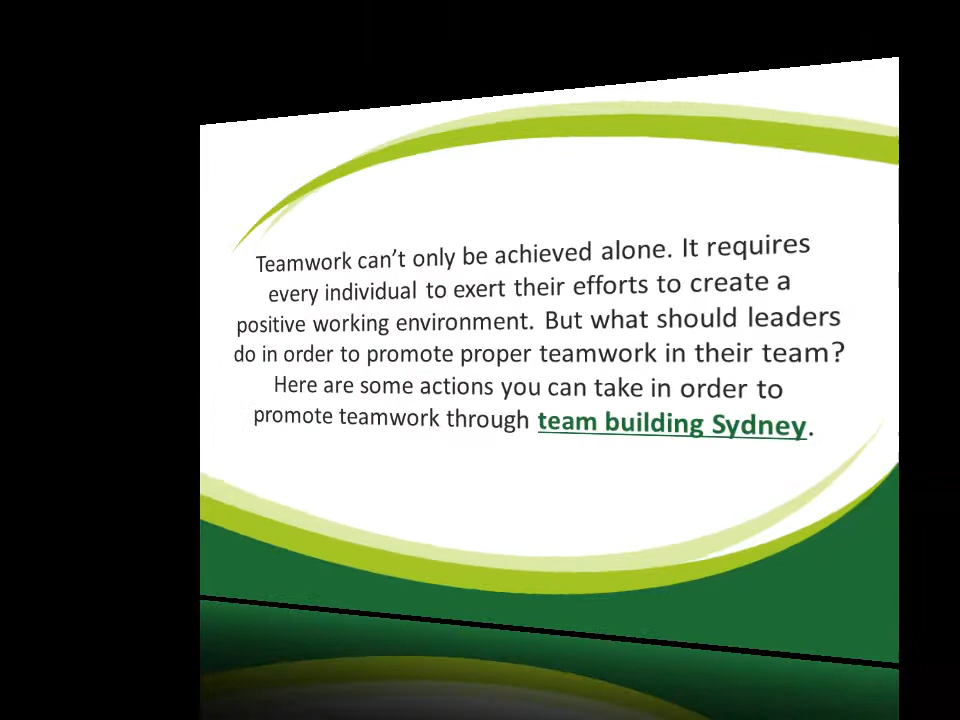 Teamwork can’t only be achieved alone. It requires
every individual to exert their efforts to create a
positive working environment. But what should leaders
do in order to promote proper teamwork in their team?
Here are some actions you can take in order to
promote teamwork through team building Sydney.